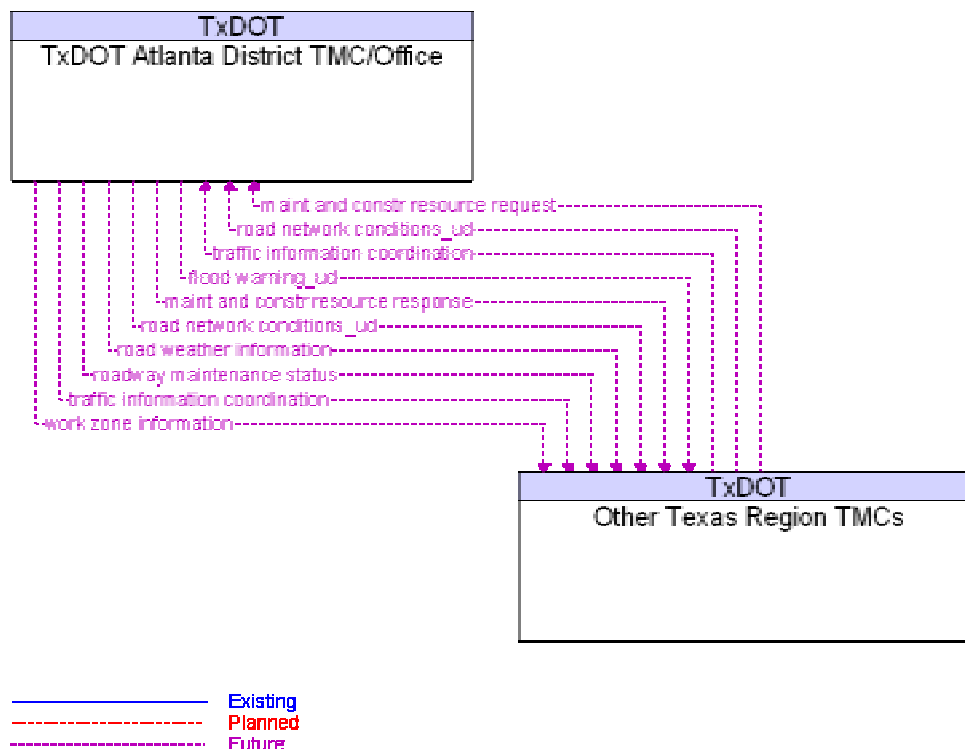 TxDOT
TxDOT Atlanta District TMC/Office
maint and constr resource request
road network conditions_ud
traffic information coordination
flood warning_ud
maint and constr resource response
road network conditions_ud
road weather information
roadway maintenance status
traffic information coordination
work zone information
TxDOT
Other Texas Region TMCs
Existing
Planned
Future